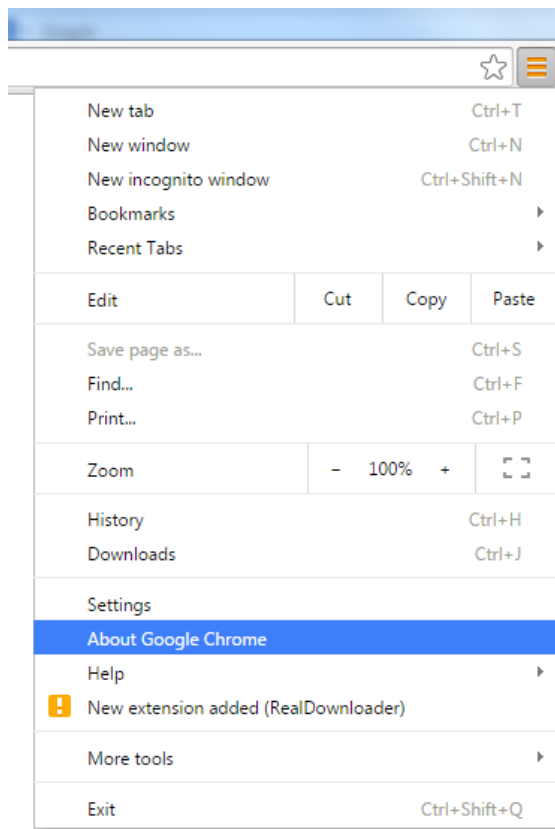 New tab Ctrl+T
New window Ctrl+N
New incognito window Ctrl+Shift+N
Bookmarks
Recent Tabs
Edit Cut Copy Paste
Save page as... Ctrl+S
Find... Ctrl+F
Print... Ctrl+P
Zoom − 100% +
History Ctrl+H
Downloads Ctrl+J
Settings
About Google Chrome
Help
New extension added (RealDownloader)
More tools
Exit Ctrl+Shift+Q